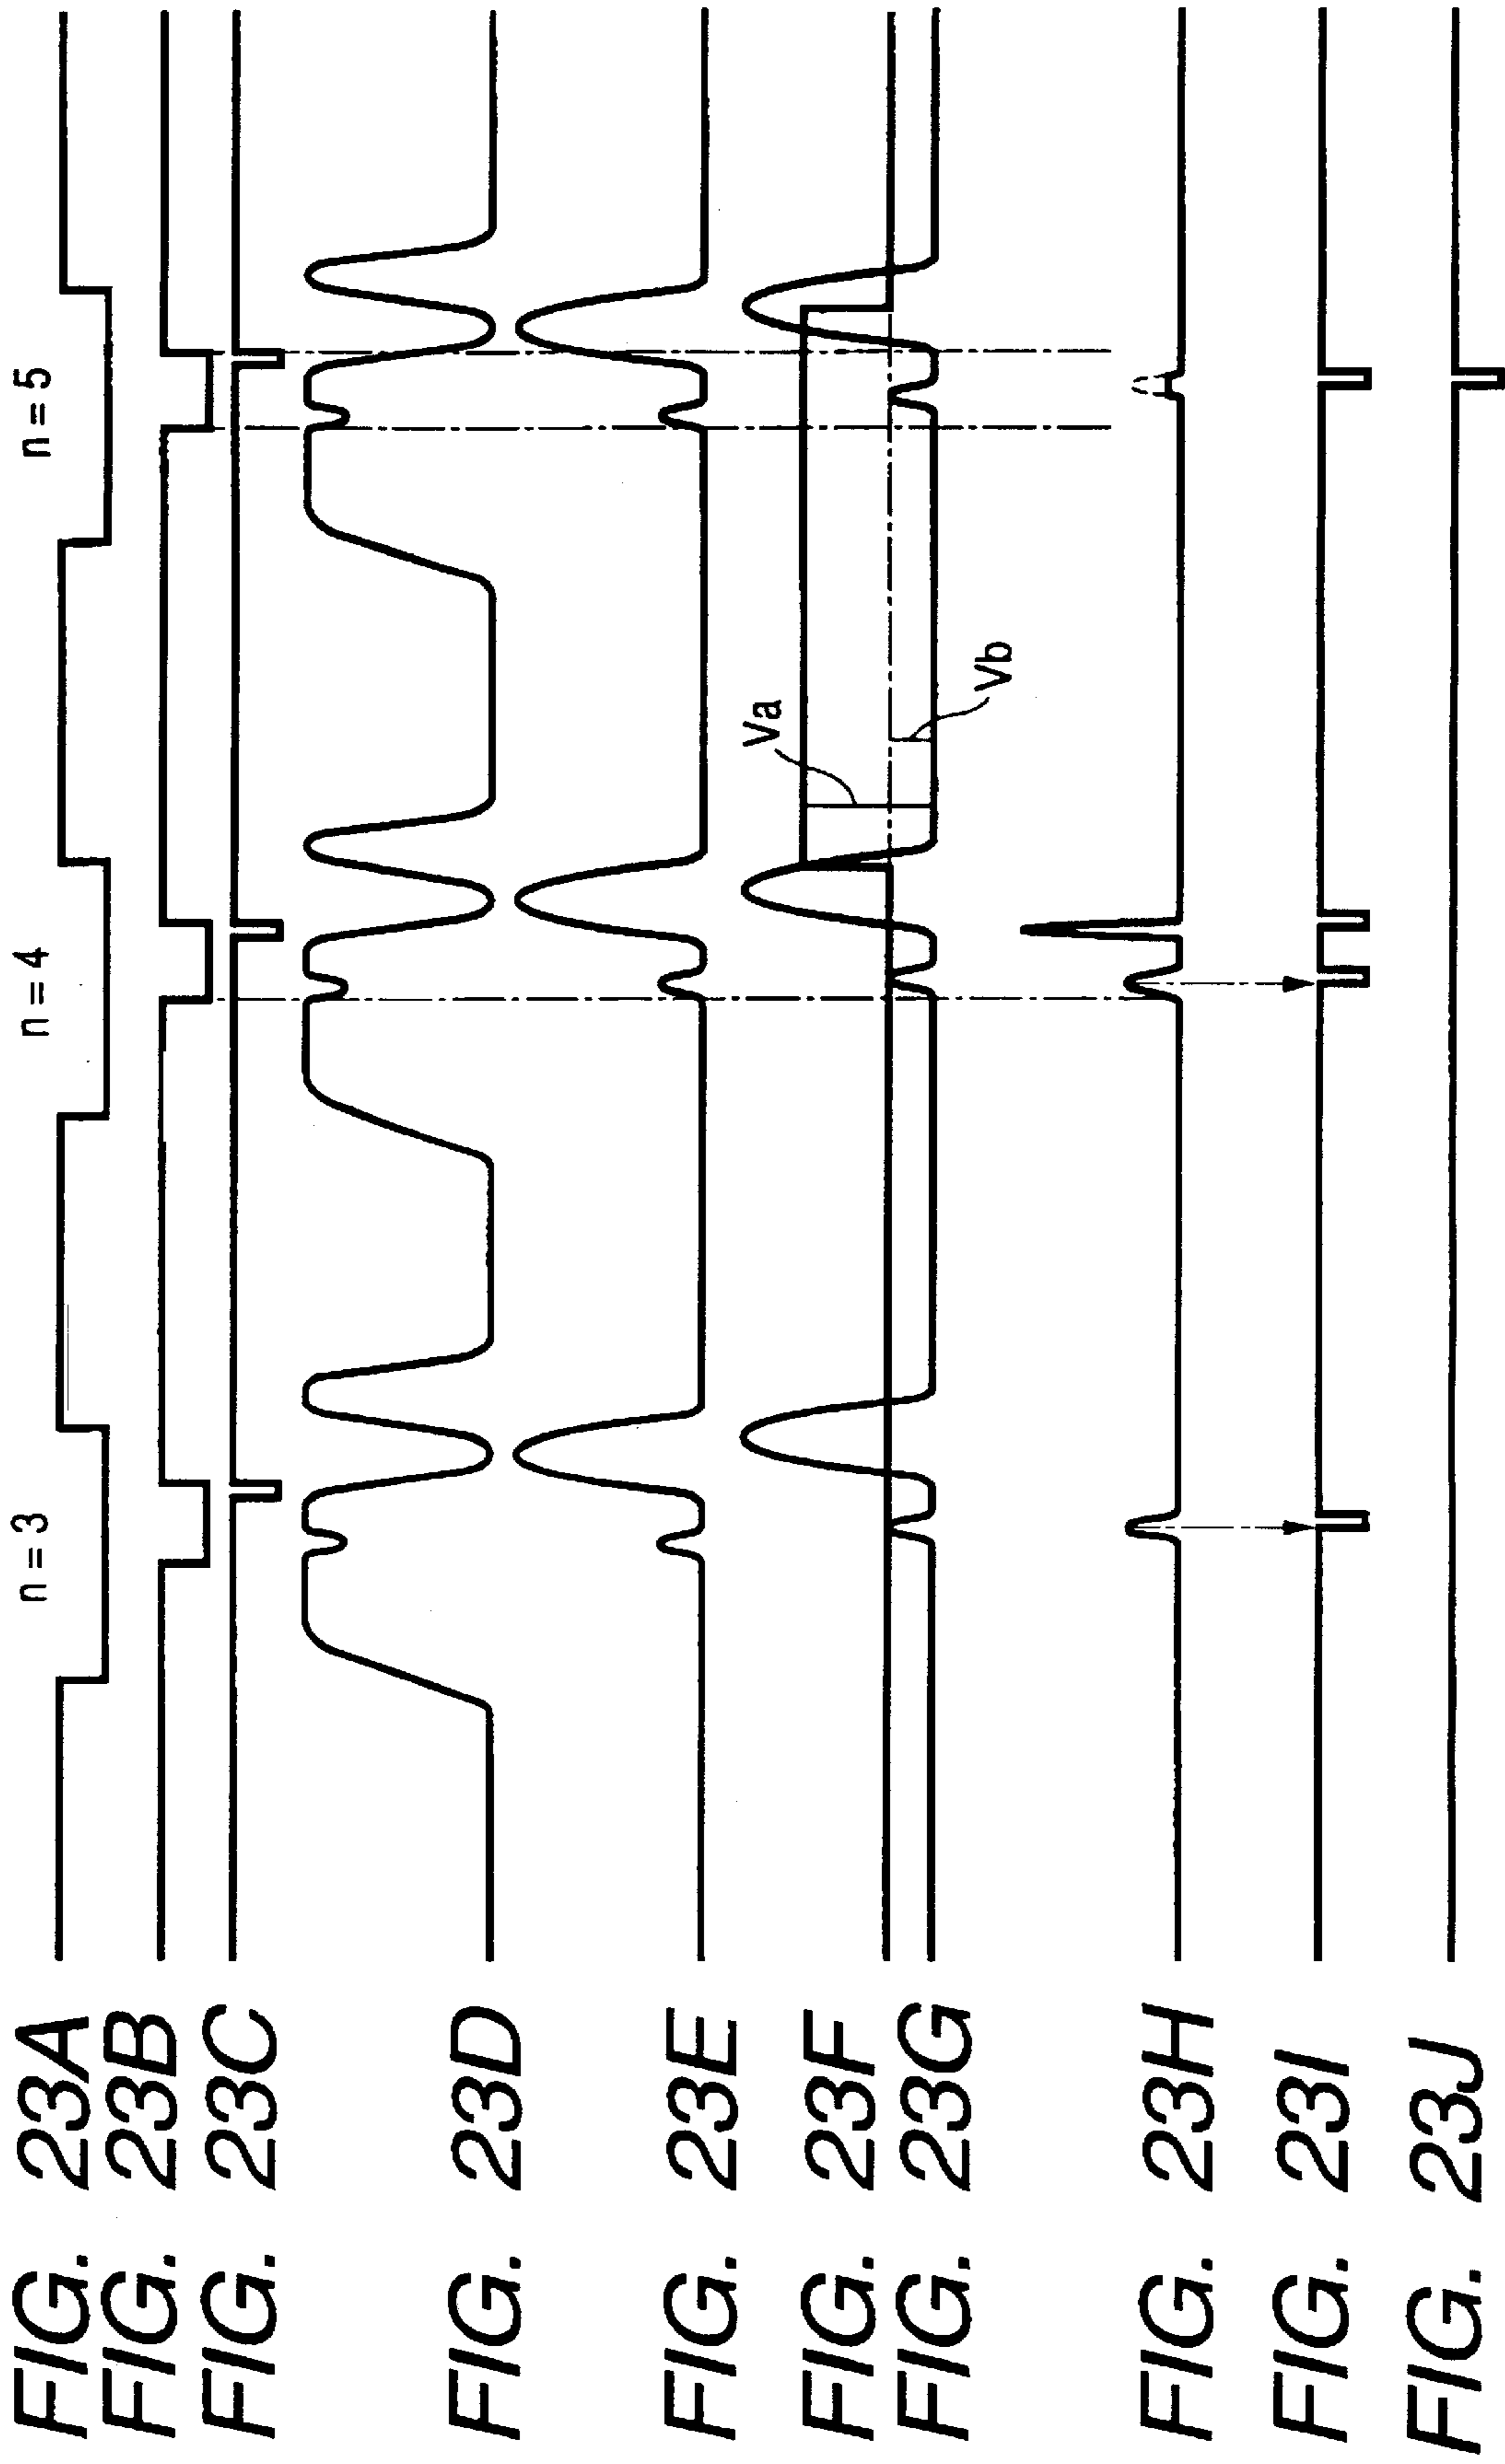 n = 3
n = 4
n = 5
FIG. 23A
FIG. 23B
FIG. 23C
FIG. 23D
FIG. 23E
Va
FIG. 23F
Vb
FIG. 23G
FIG. 23H
FIG. 23I
FIG. 23J